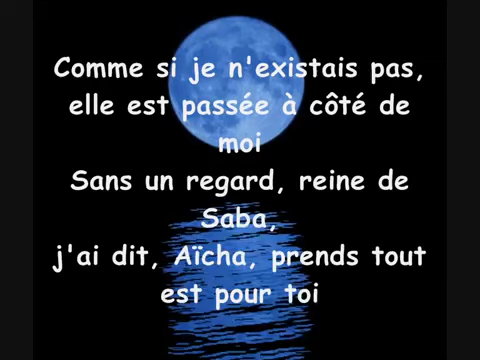 Comme si je n'existais pas,
elle est passée à côté de
moi
Sans un regard, reine de
Saba,
j'ai dit, Aïcha, prends tout
est pour toi